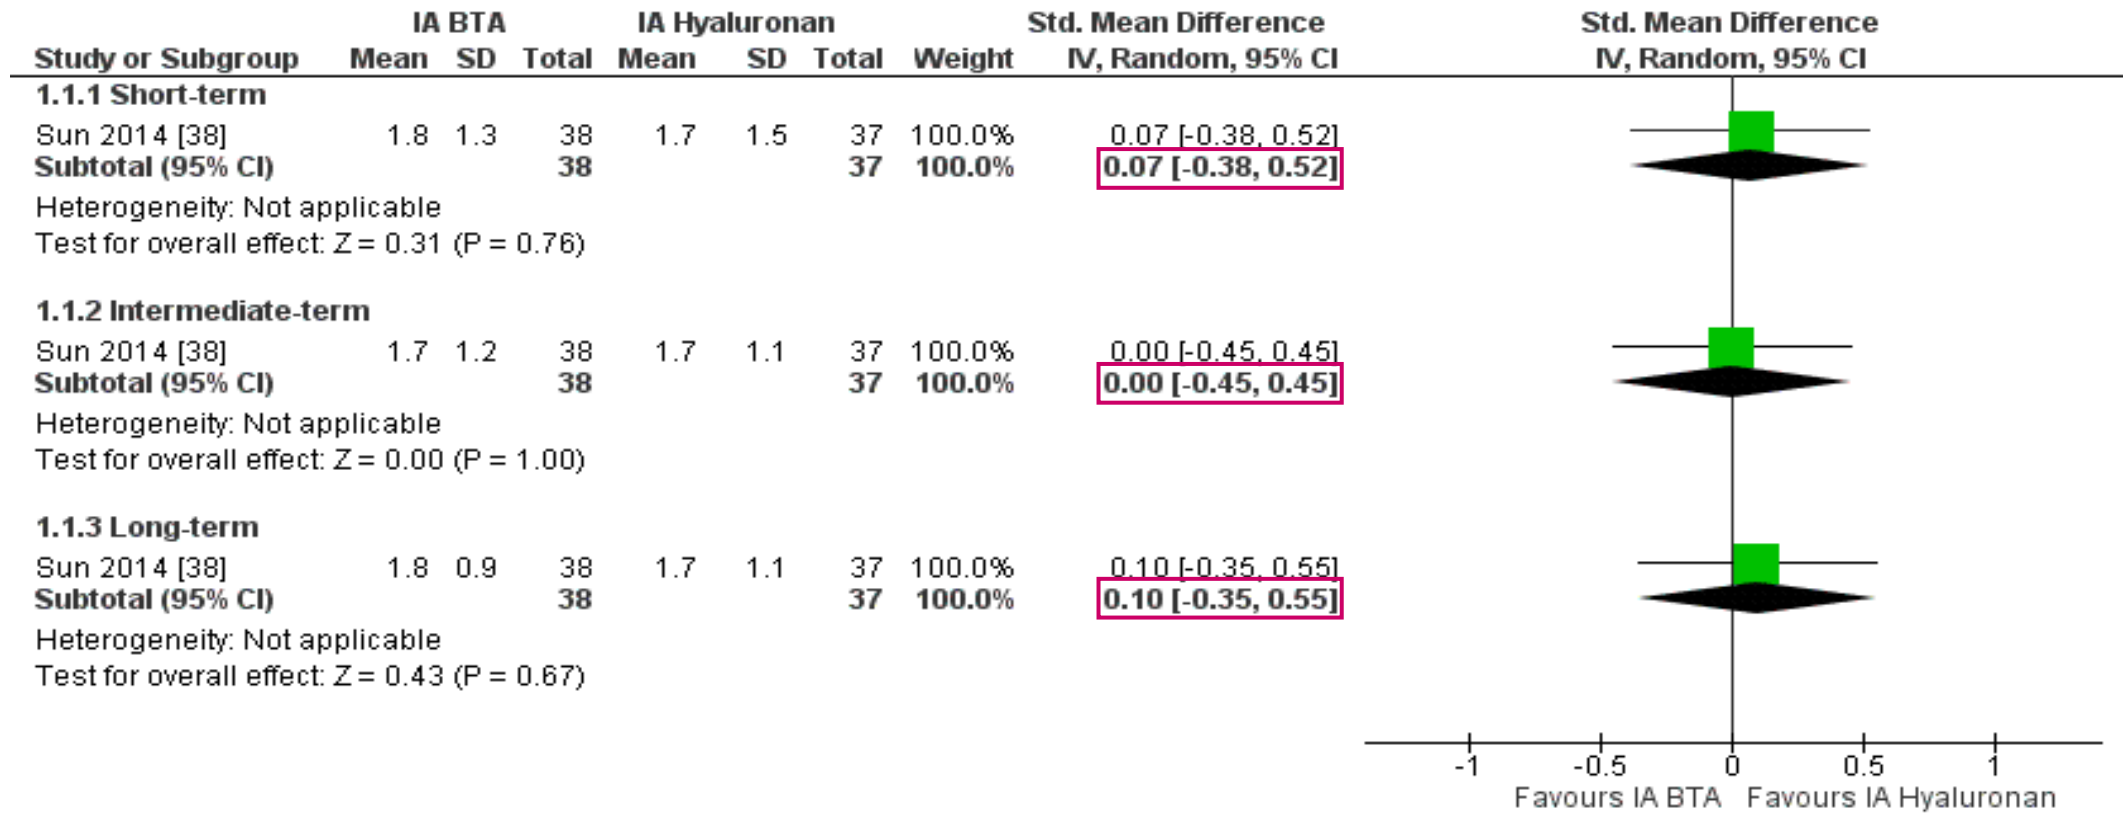 IA BTA IA Hyaluronan Std. Mean Difference Std. Mean Difference
Study or Subgroup Mean SD Total Mean SD Total Weight IV, Random, 95% CI IV, Random, 95% CI
1.1.1 Short-term
Sun 2014 [38] 1.8 1.3 38 1.7 1.5 37 100.0% 0.07 [-0.38, 0.52]
Subtotal (95% CI) 38 37 100.0% 0.07 [-0.38, 0.52]
Heterogeneity: Not applicable
Test for overall effect: Z = 0.31 (P = 0.76)
1.1.2 Intermediate-term
Sun 2014 [38] 1.7 1.2 38 1.7 1.1 37 100.0% 0.00 [-0.45, 0.45]
Subtotal (95% CI) 38 37 100.0% 0.00 [-0.45, 0.45]
Heterogeneity: Not applicable
Test for overall effect: Z = 0.00 (P = 1.00)
1.1.3 Long-term
Sun 2014 [38] 1.8 0.9 38 1.7 1.1 37 100.0% 0.10 [-0.35, 0.55]
Subtotal (95% CI) 38 37 100.0% 0.10 [-0.35, 0.55]
Heterogeneity: Not applicable
Test for overall effect: Z = 0.43 (P = 0.67)
-1 -0.5 0 0.5 1
Favours IA BTA Favours IA Hyaluronan